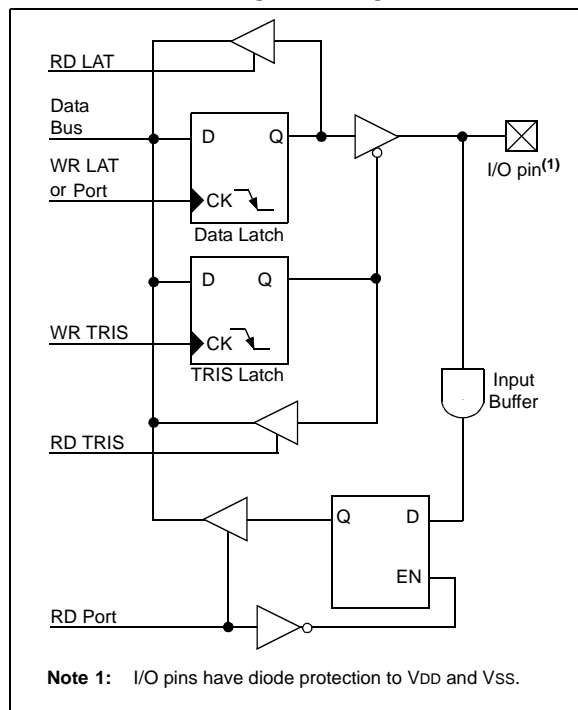 RD LAT
Data
Bus
D Q
WR LAT
or Port
CK
Data Latch
I/O pin(1)
D Q
WR TRIS
CK
TRIS Latch
Input
Buffer
RD TRIS
Q D
EN
RD Port
Note 1: I/O pins have diode protection to VDD and VSS.